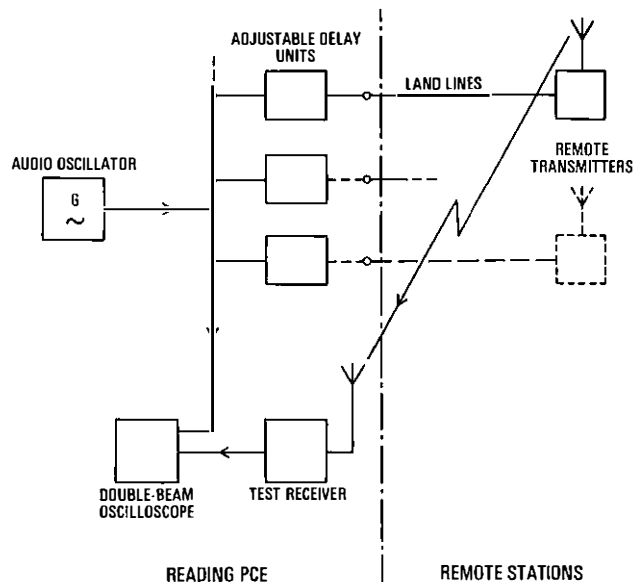 ADJUSTABLE DELAY
UNITS
LAND LINES
AUDIO OSCILLATOR
G
~
REMOTE
TRANSMITTERS
DOUBLE-BEAM
OSCILLOSCOPE
TEST RECEIVER
READING PCE
REMOTE STATIONS